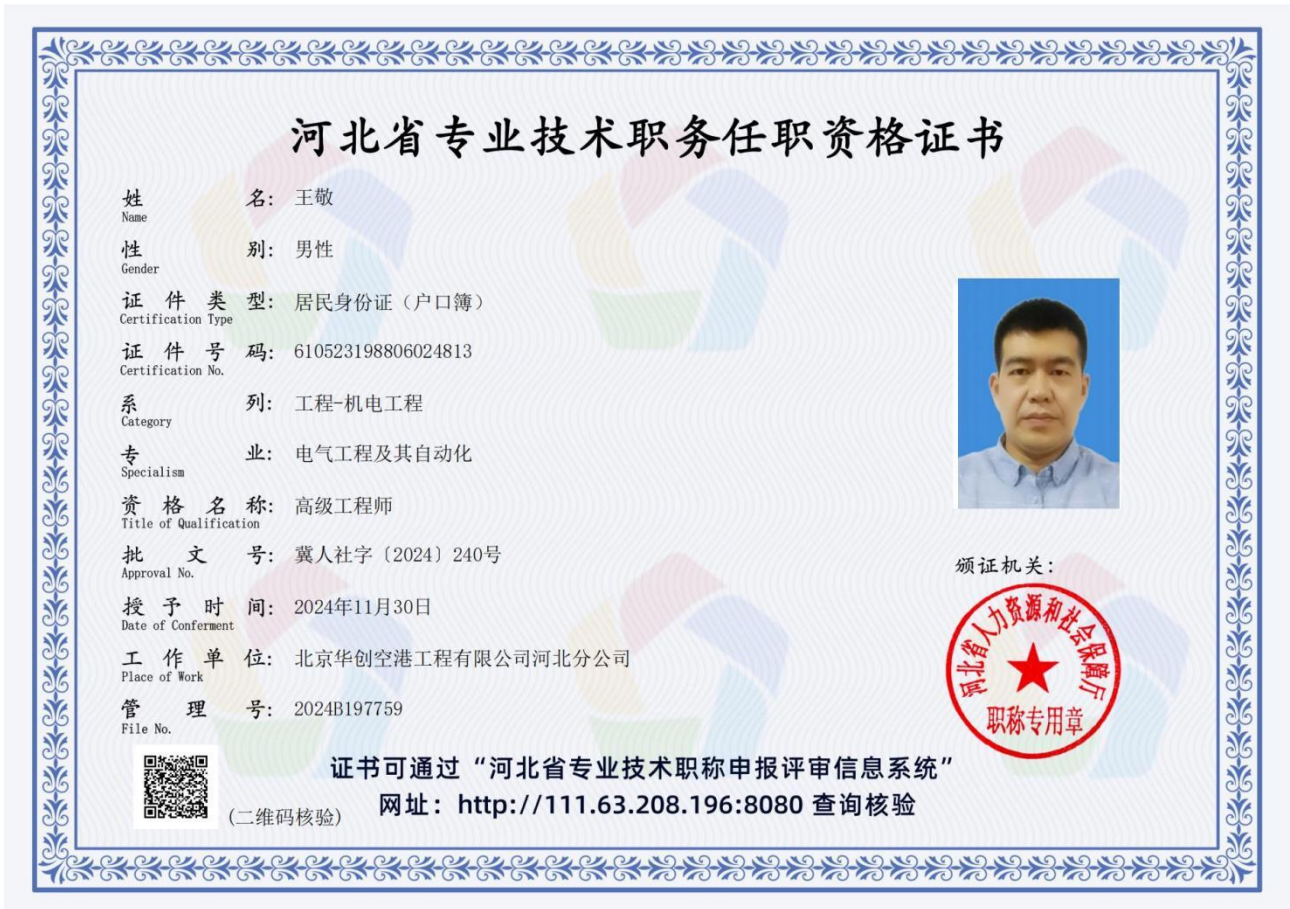 河北省专业技术职务任职资格证书
姓名: 王敬
Name
性别: 男性
Gender
证件类型: 居民身份证（户口簿）
Certification Type
证件号码: 610523198806024813
Certification No.
系列: 工程-机电工程
Category
专业: 电气工程及其自动化
Specialism
资格名称: 高级工程师
Title of Qualification
批文号: 冀人社字〔2024〕240号
Approval No.
授予时间: 2024年11月30日
Date of Conferment
工作单位: 北京华创空港工程有限公司河北分公司
Place of Work
管理号: 2024B197759
File No.
颁证机关:
河北省人力资源和社会保障厅
职称专用章
证书可通过“河北省专业技术职称申报评审信息系统”
网址：http://111.63.208.196:8080 查询核验
(二维码核验)